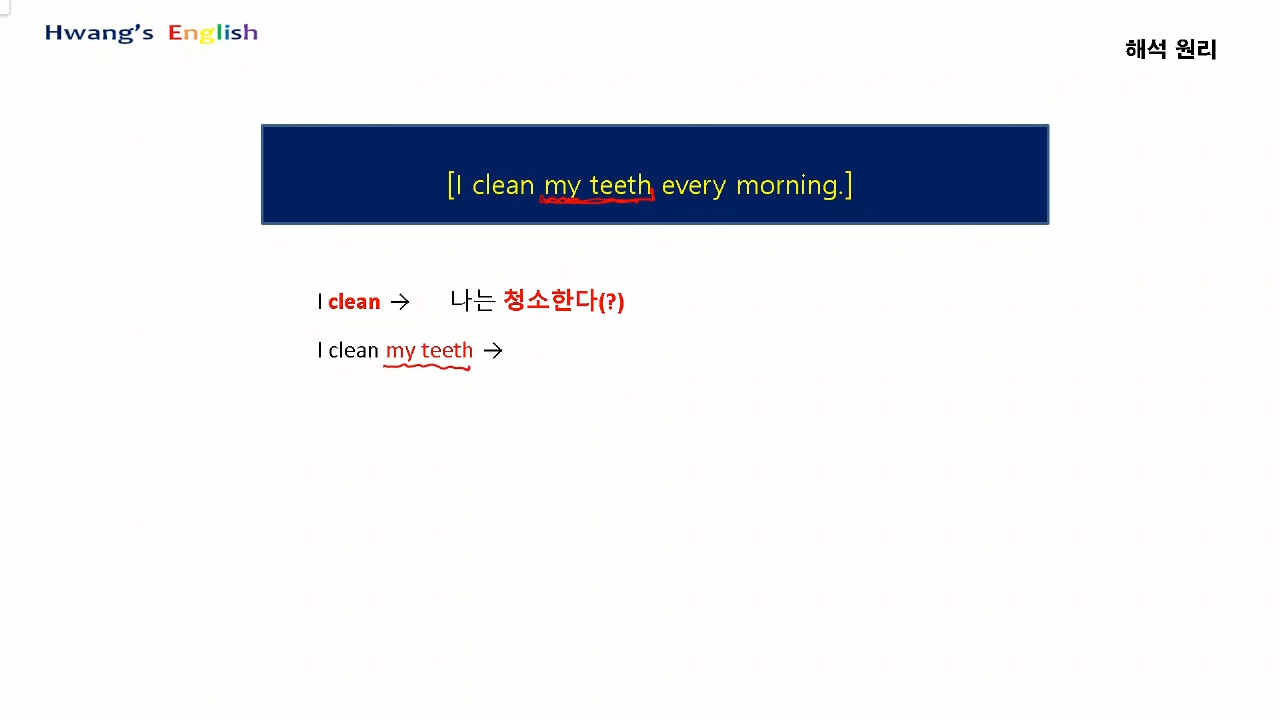 Hwang's English
해석 원리
[I clean my teeth every morning.]
I clean → 나는 청소한다(?)
I clean my teeth →